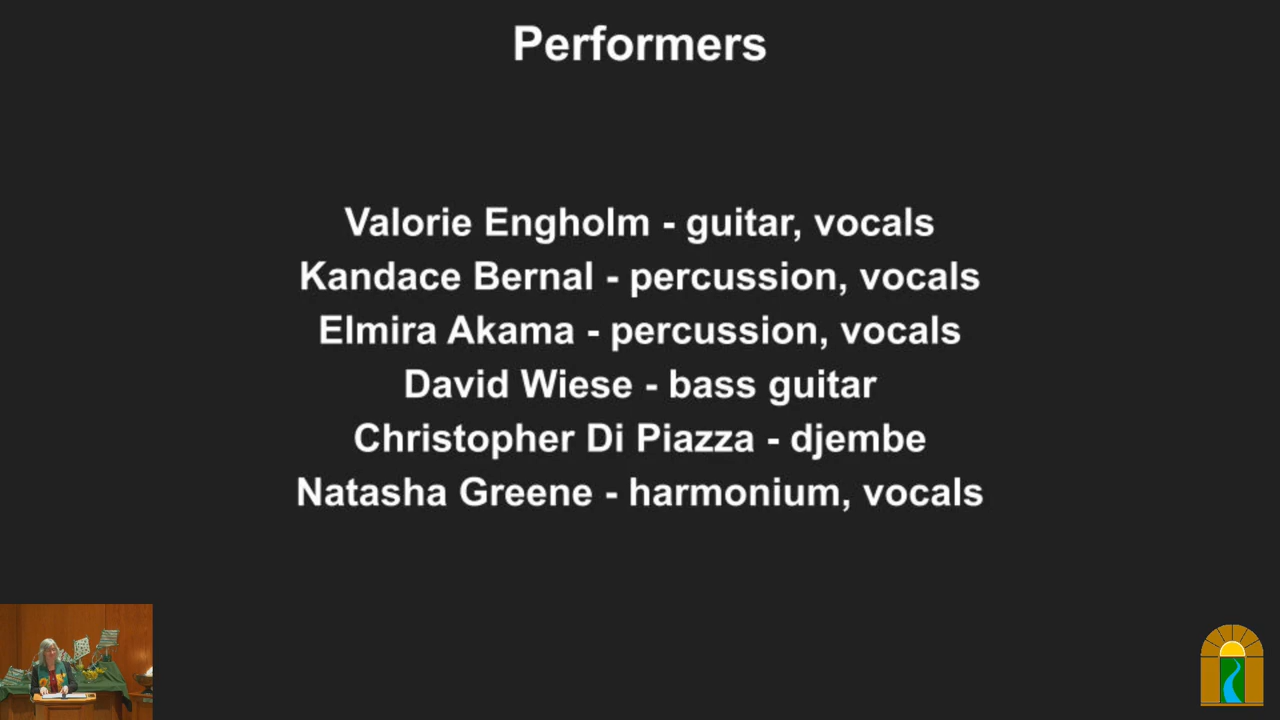 Performers
Valorie Engholm - guitar, vocals
Kandace Bernal - percussion, vocals
Elmira Akama - percussion, vocals
David Wiese - bass guitar
Christopher Di Piazza - djembe
Natasha Greene - harmonium, vocals